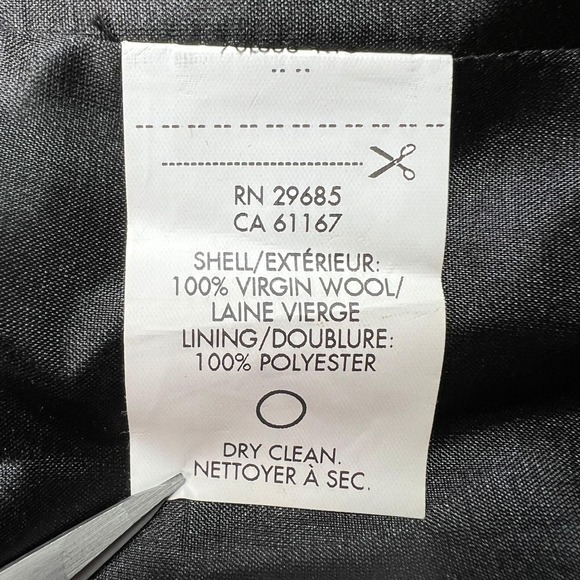 RN 29685
CA 61167
SHELL/EXTÉRIEUR:
100% VIRGIN WOOL/
LAINE VIERGE
LINING/DOUBLURE:
100% POLYESTER
DRY CLEAN.
NETTOYER À SEC.